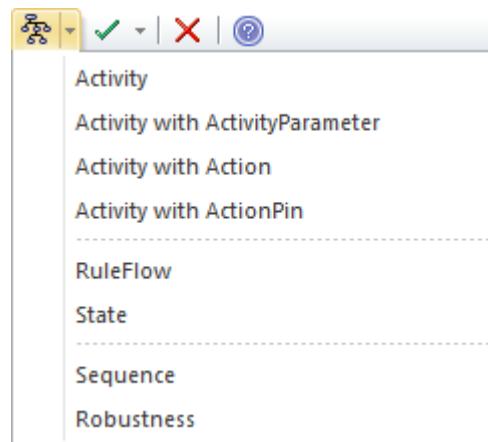 Activity
Activity with ActivityParameter
Activity with Action
Activity with ActionPin
RuleFlow
State
Sequence
Robustness